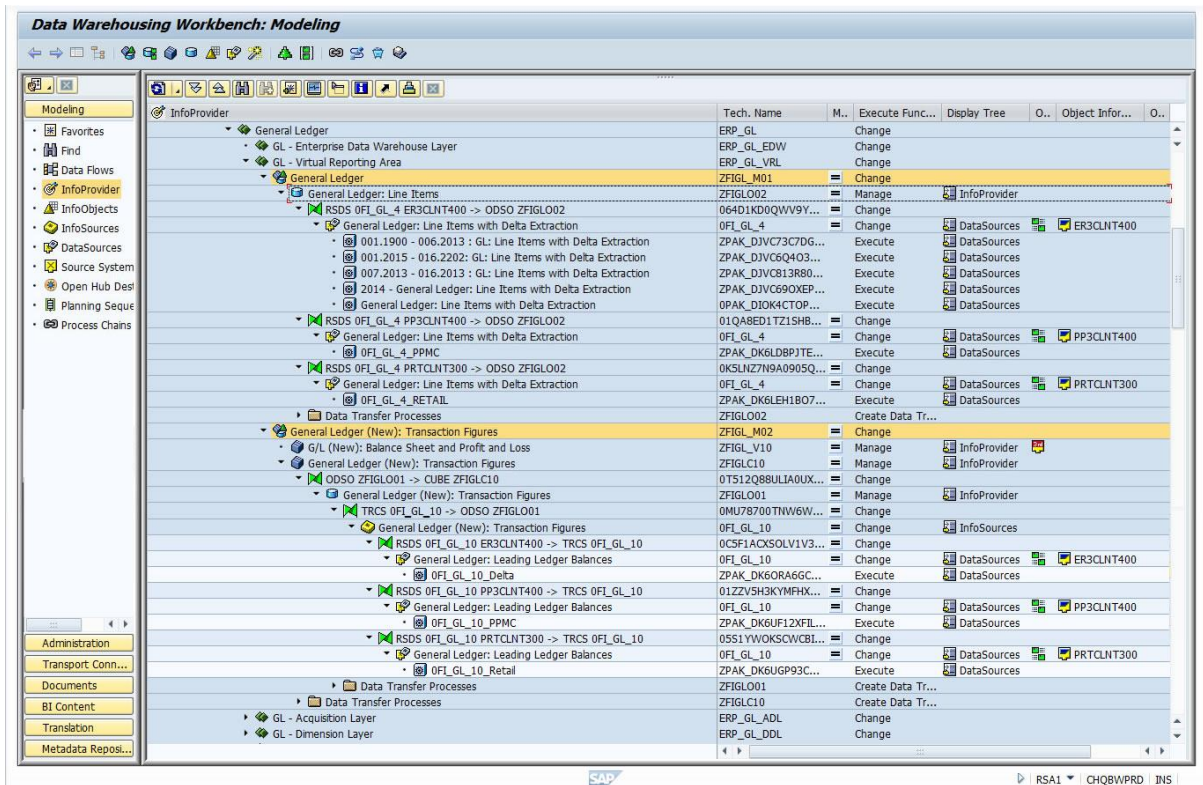 Data Warehousing Workbench: Modeling
Modeling
Favorites
Find
Data Flows
InfoProvider
InfoObjects
InfoSources
DataSources
Source System
Open Hub Dest
Planning Seque
Process Chains
Administration
Transport Conn...
Documents
BI Content
Translation
Metadata Reposi...
InfoProvider Tech. Name M.. Execute Func... Display Tree O.. Object Infor... O..
General Ledger ERP_GL Change
GL - Enterprise Data Warehouse Layer ERP_GL_EDW Change
GL - Virtual Reporting Area ERP_GL_VRL Change
General Ledger ZFIGL_M01 = Change
General Ledger: Line Items ZFIGLO02 = Manage InfoProvider
RSDS 0FI_GL_4 ER3CLNT400 -> ODSO ZFIGLO02 064D1KD0QWV9Y... = Change
General Ledger: Line Items with Delta Extraction 0FI_GL_4 = Change DataSources ER3CLNT400
001.1900 - 006.2013 : GL: Line Items with Delta Extraction ZPAK_DJVC73C7DG... Execute DataSources
001.2015 - 016.2202: GL: Line Items with Delta Extraction ZPAK_DJVC6Q4O3... Execute DataSources
007.2013 - 016.2013 : GL: Line Items with Delta Extraction ZPAK_DJVC813R80... Execute DataSources
2014 - General Ledger: Line Items with Delta Extraction ZPAK_DJVC69OXEP... Execute DataSources
General Ledger: Line Items with Delta Extraction 0PAK_DIOK4CTOP... Execute DataSources
RSDS 0FI_GL_4 PP3CLNT400 -> ODSO ZFIGLO02 01QA8ED1TZ1SHB... = Change
General Ledger: Line Items with Delta Extraction 0FI_GL_4 = Change DataSources PP3CLNT400
0FI_GL_4_PPMC ZPAK_DK6LDBPJTE... Execute DataSources
RSDS 0FI_GL_4 PRTCLNT300 -> ODSO ZFIGLO02 0K5LNZ7N9A0905Q... = Change
General Ledger: Line Items with Delta Extraction 0FI_GL_4 = Change DataSources PRTCLNT300
0FI_GL_4_RETAIL ZPAK_DK6LEH1BO7... Execute DataSources
Data Transfer Processes ZFIGLO02 Create Data Tr...
General Ledger (New): Transaction Figures ZFIGL_M02 = Change
G/L (New): Balance Sheet and Profit and Loss ZFIGL_V10 = Manage InfoProvider
General Ledger (New): Transaction Figures ZFIGLC10 = Manage InfoProvider
ODSO ZFIGLO01 -> CUBE ZFIGLC10 0T512Q88ULIA0UX... = Change
General Ledger (New): Transaction Figures ZFIGLO01 = Manage InfoProvider
TRCS 0FI_GL_10 -> ODSO ZFIGLO01 0MU78700TNW6W... = Change
General Ledger (New): Transaction Figures 0FI_GL_10 = Change InfoSources
RSDS 0FI_GL_10 ER3CLNT400 -> TRCS 0FI_GL_10 0C5F1ACXSOLV1V3... = Change
General Ledger: Leading Ledger Balances 0FI_GL_10 = Change DataSources ER3CLNT400
0FI_GL_10_Delta ZPAK_DK6ORA6GC... Execute DataSources
RSDS 0FI_GL_10 PP3CLNT400 -> TRCS 0FI_GL_10 01ZZV5H3KYMFHX... = Change
General Ledger: Leading Ledger Balances 0FI_GL_10 = Change DataSources PP3CLNT400
0FI_GL_10_PPMC ZPAK_DK6UF12XFIL... Execute DataSources
RSDS 0FI_GL_10 PRTCLNT300 -> TRCS 0FI_GL_10 05S1YWOKSCWCBI... = Change
General Ledger: Leading Ledger Balances 0FI_GL_10 = Change DataSources PRTCLNT300
0FI_GL_10_Retail ZPAK_DK6UGP93C... Execute DataSources
Data Transfer Processes ZFIGLO01 Create Data Tr...
Data Transfer Processes ZFIGLC10 Create Data Tr...
GL - Acquisition Layer ERP_GL_ADL Change
GL - Dimension Layer ERP_GL_DDL Change
SAP
RSA1 CHQBWPRD INS